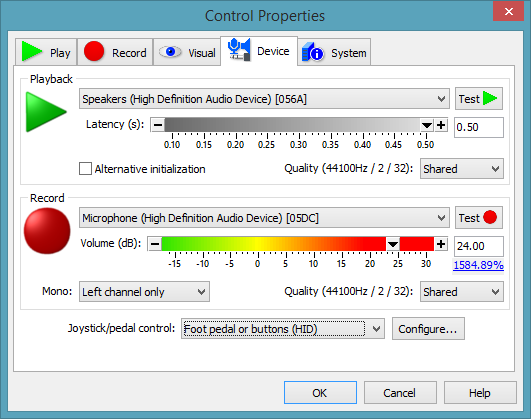 Control Properties
Play Record Visual Device System
Playback
Speakers (High Definition Audio Device) [056A] Test
Latency (s): 0.50
0.10 0.15 0.20 0.25 0.30 0.35 0.40 0.45 0.50
Alternative initialization Quality (44100Hz / 2 / 32): Shared
Record
Microphone (High Definition Audio Device) [05DC] Test
Volume (dB): 24.00
-15 -10 -5 0 5 10 15 20 25 30
1584.89%
Mono: Left channel only Quality (44100Hz / 2 / 32): Shared
Joystick/pedal control: Foot pedal or buttons (HID) Configure...
OK Cancel Help